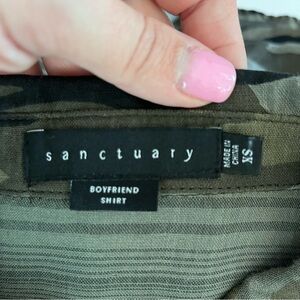 sanctuary
BOYFRIEND
SHIRT
MADE IN
CHINA
XS